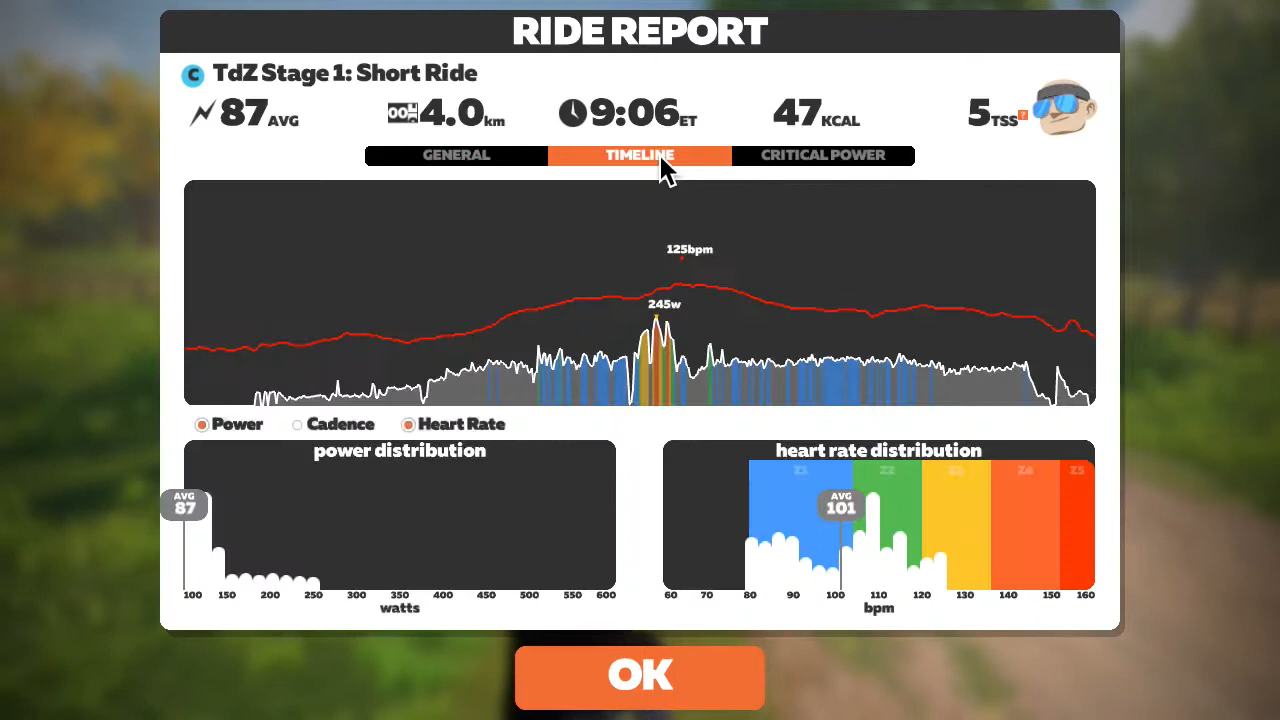 RIDE REPORT
C TdZ Stage 1: Short Ride
87 AVG 4.0 km 9:06 ET 47 KCAL 5 TSS ?
GENERAL TIMELINE CRITICAL POWER
125bpm
245w
Power Cadence Heart Rate
power distribution
AVG
87
100 150 200 250 300 350 400 450 500 550 600
watts
heart rate distribution
Z1 Z2 Z3 Z4 Z5
AVG
101
60 70 80 90 100 110 120 130 140 150 160
bpm
OK